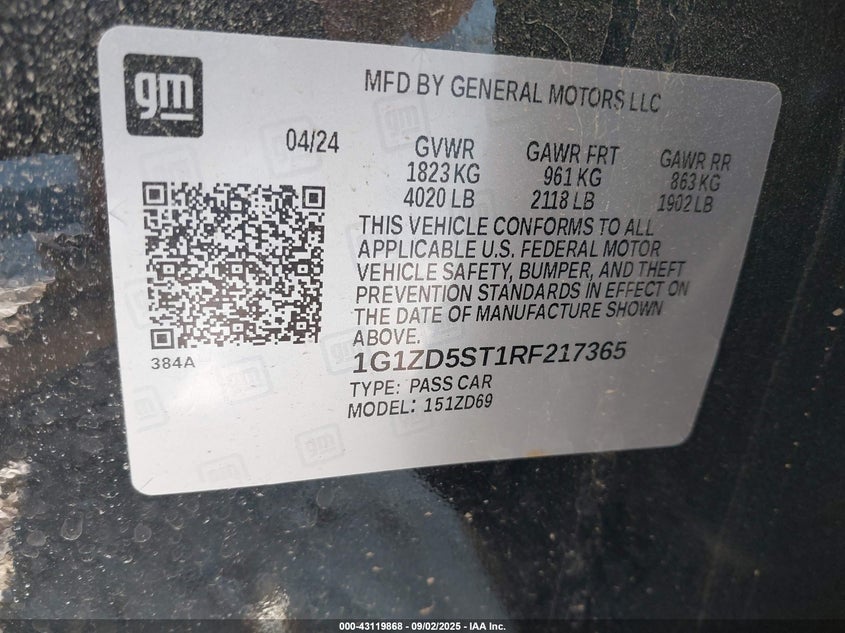 gm
MFD BY GENERAL MOTORS LLC
04/24
GVWR GAWR FRT GAWR RR
1823 KG 961 KG 863 KG
4020 LB 2118 LB 1902 LB
THIS VEHICLE CONFORMS TO ALL
APPLICABLE U.S. FEDERAL MOTOR
VEHICLE SAFETY, BUMPER, AND THEFT
PREVENTION STANDARDS IN EFFECT ON
THE DATE OF MANUFACTURE SHOWN
ABOVE.
384A
1G1ZD5ST1RF217365
TYPE: PASS CAR
MODEL: 151ZD69
000-43119868 - 09/02/2025 - IAA Inc.